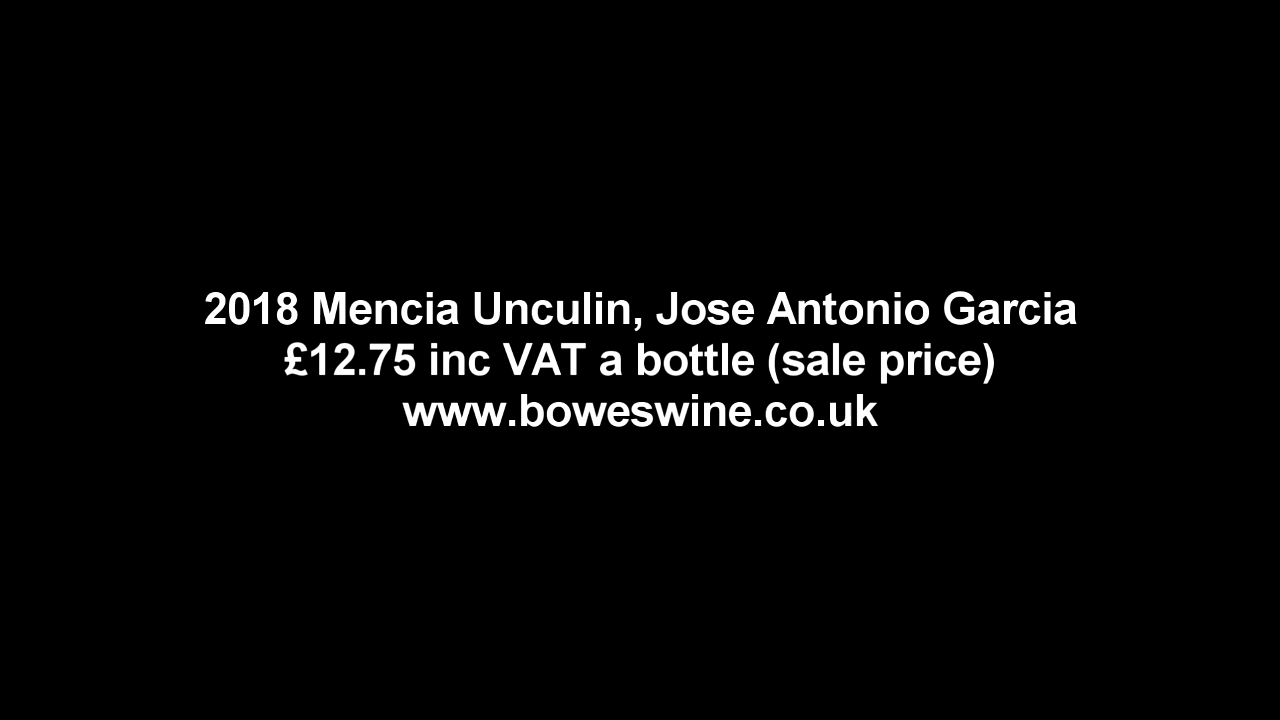 2018 Mencia Unculin, Jose Antonio Garcia
£12.75 inc VAT a bottle (sale price)
www.boweswine.co.uk